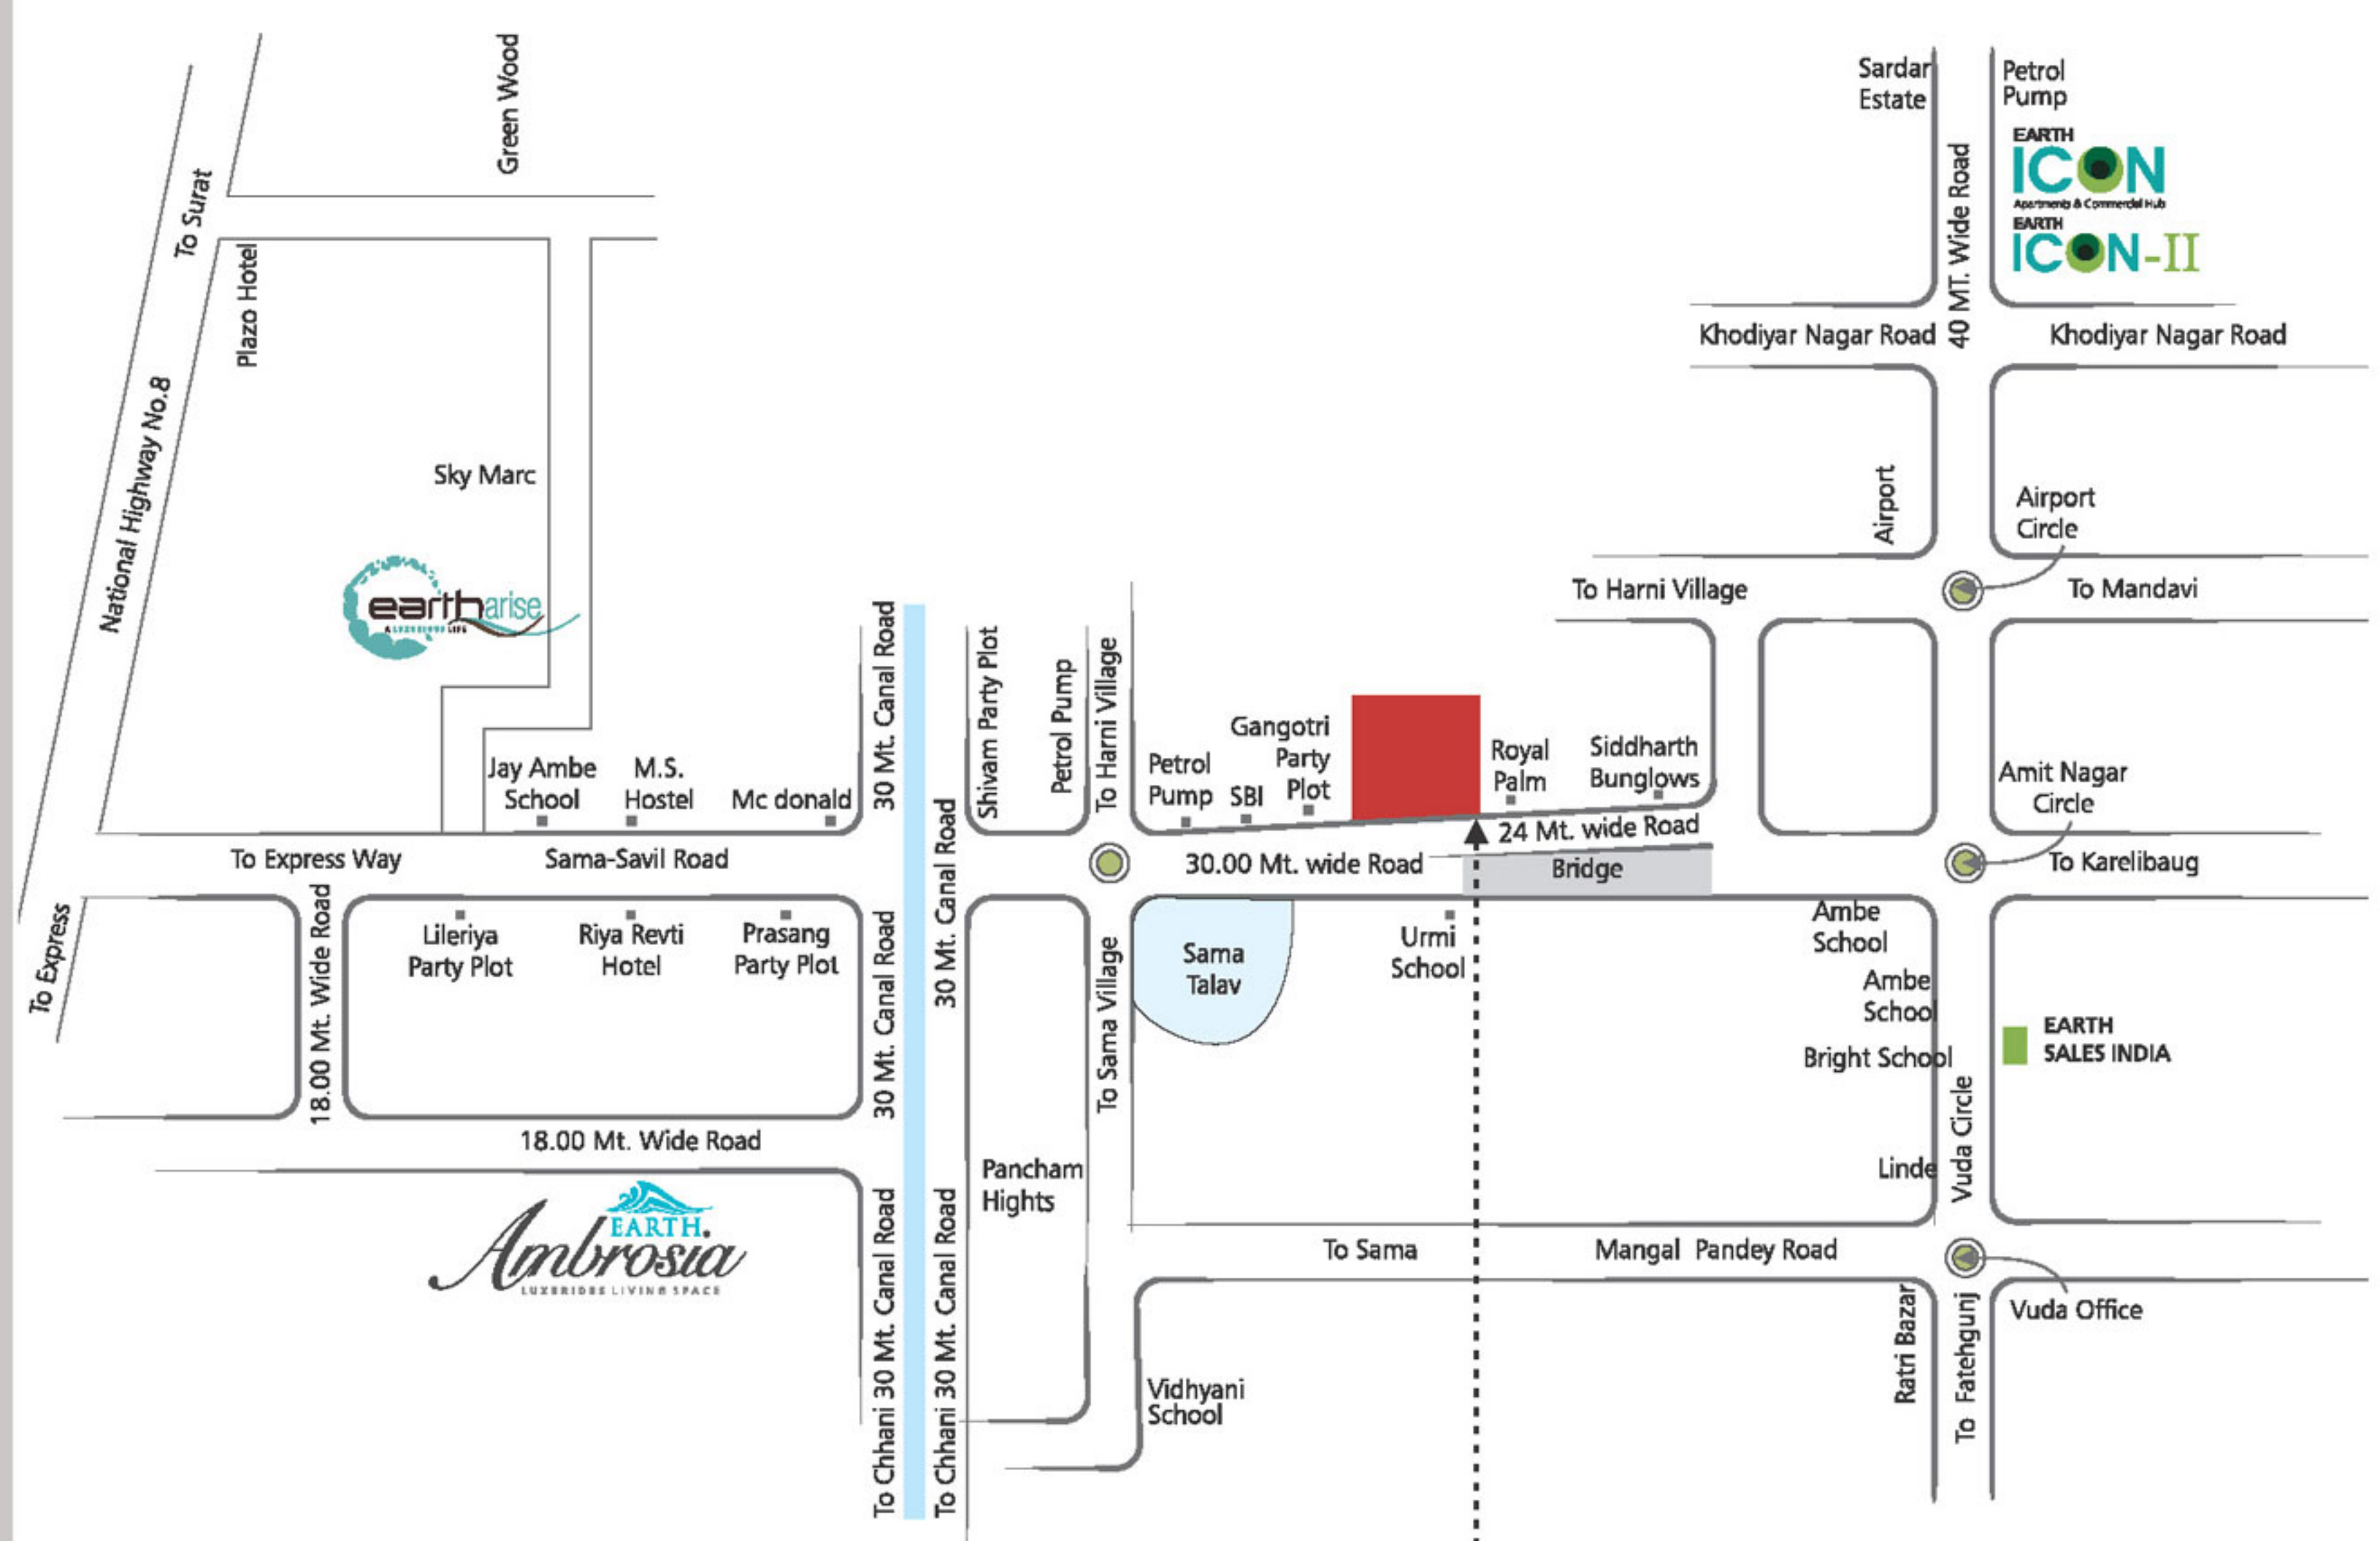 Green Wood
To Surat
Plazo Hotel
National Highway No.8
Sky Marc
eartharise
A LUXURIOUS LIFE
Jay Ambe
School
M.S.
Hostel
Mc donald
30 Mt. Canal Road
To Express Way
Sama-Savil Road
To Express
18.00 Mt. Wide Road
Lileriya
Party Plot
Riya Revti
Hotel
Prasang
Party Plot
30 Mt. Canal Road
30 Mt. Canal Road
18.00 Mt. Wide Road
EARTH
Ambrosia
LUXERIDES LIVING SPACE
To Chhani 30 Mt. Canal Road
To Chhani 30 Mt. Canal Road
Shivam Party Plot
Petrol Pump
To Harni Village
Petrol
Pump
SBI
Gangotri
Party
Plot
Royal
Palm
Siddharth
Bunglows
24 Mt. wide Road
30.00 Mt. wide Road
Bridge
Sama
Talav
Urmi
School
To Sama Village
Pancham
Hights
To Sama
Mangal Pandey Road
Vidhyani
School
Sardar
Estate
40 MT. Wide Road
Petrol
Pump
EARTH
ICON
Apartments & Commercial Hub
EARTH
ICON-II
Khodiyar Nagar Road
Khodiyar Nagar Road
Airport
Airport
Circle
To Harni Village
To Mandavi
Amit Nagar
Circle
To Karelibaug
Ambe
School
Ambe
School
Bright School
EARTH
SALES INDIA
Linde
Vuda Circle
Vuda Office
Ratri Bazar
To Fatehgunj